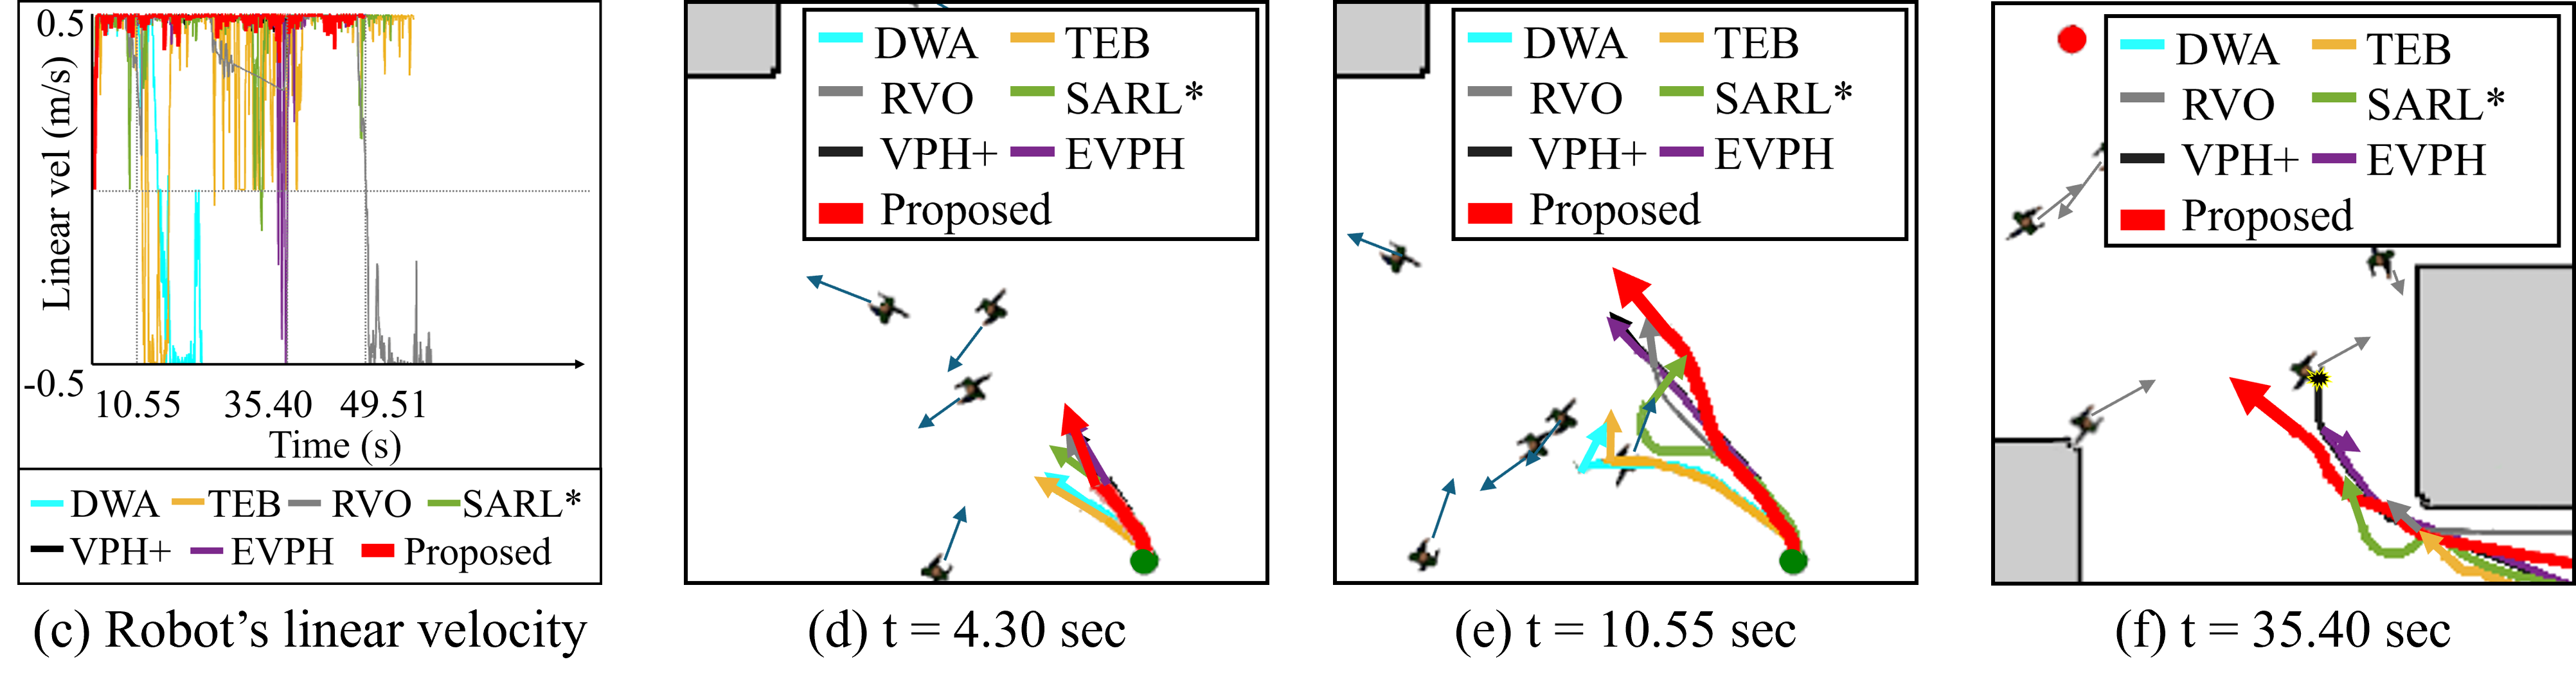 0.5
Linear vel (m/s)
-0.5
10.55 35.40 49.51
Time (s)
DWA TEB RVO SARL*
VPH+ EVPH Proposed
(c) Robot's linear velocity
DWA TEB
RVO SARL*
VPH+ EVPH
Proposed
(d) t = 4.30 sec
DWA TEB
RVO SARL*
VPH+ EVPH
Proposed
(e) t = 10.55 sec
DWA TEB
RVO SARL*
VPH+ EVPH
Proposed
(f) t = 35.40 sec